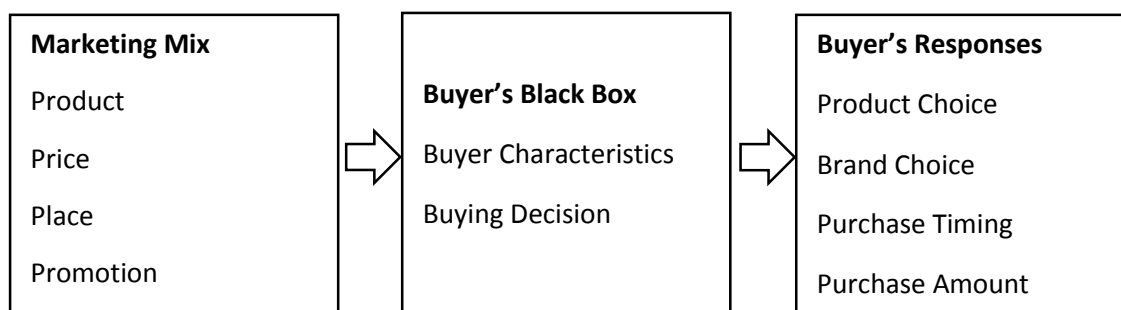 Marketing Mix
Product
Price
Place
Promotion
Buyer’s Black Box
Buyer Characteristics
Buying Decision
Buyer’s Responses
Product Choice
Brand Choice
Purchase Timing
Purchase Amount